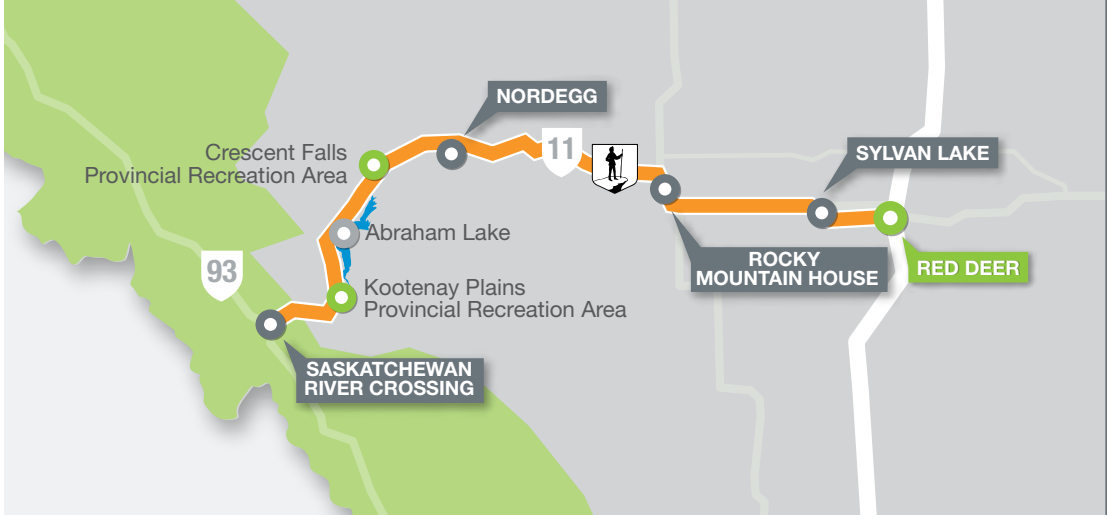 NORDEGG
11
Crescent Falls
Provincial Recreation Area
SYLVAN LAKE
Abraham Lake
ROCKY
MOUNTAIN HOUSE
RED DEER
93
Kootenay Plains
Provincial Recreation Area
SASKATCHEWAN
RIVER CROSSING